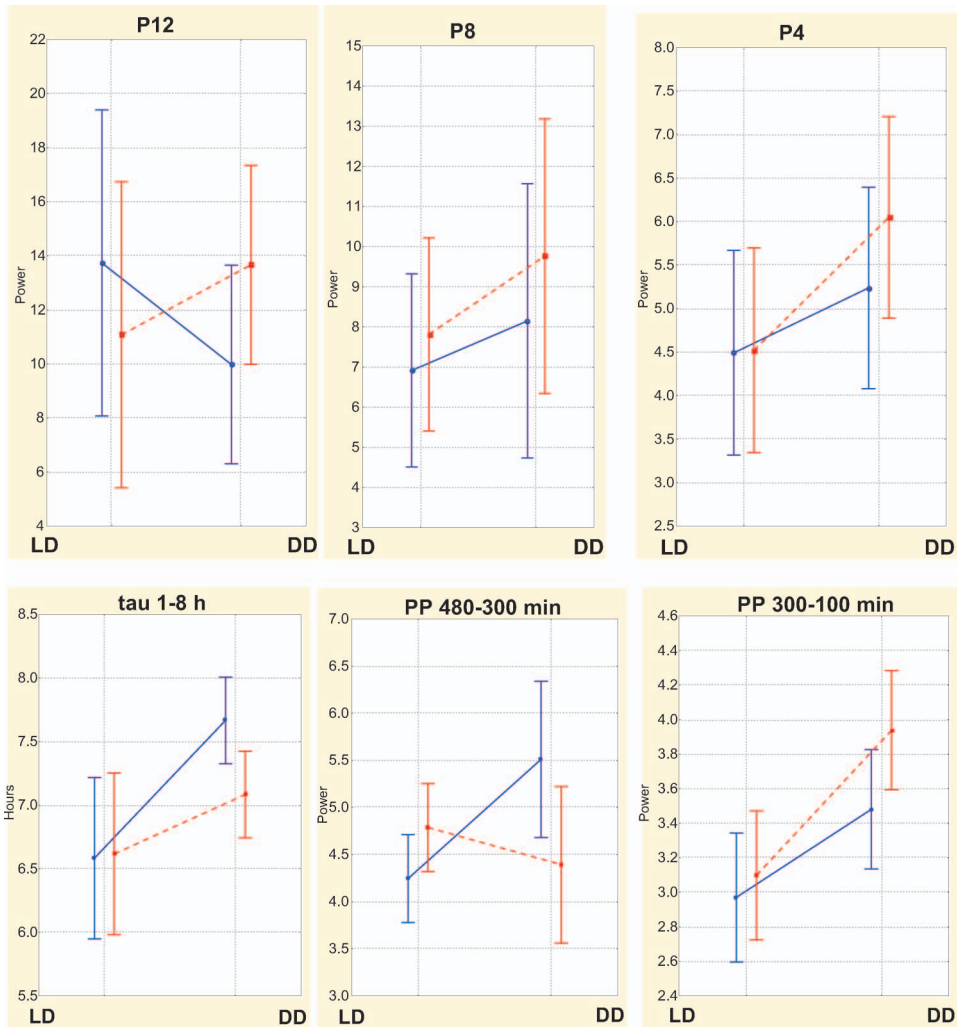 P12
22
20
18
16
14
12
10
8
6
4
Power
LD
DD
P8
15
14
13
12
11
10
9
8
7
6
5
4
3
Power
LD
DD
P4
8.0
7.5
7.0
6.5
6.0
5.5
5.0
4.5
4.0
3.5
3.0
2.5
Power
LD
DD
tau 1-8 h
8.5
8.0
7.5
7.0
6.5
6.0
5.5
Hours
LD
DD
PP 480-300 min
7.0
6.5
6.0
5.5
5.0
4.5
4.0
3.5
3.0
Power
LD
DD
PP 300-100 min
4.6
4.4
4.2
4.0
3.8
3.6
3.4
3.2
3.0
2.8
2.6
2.4
Power
LD
DD